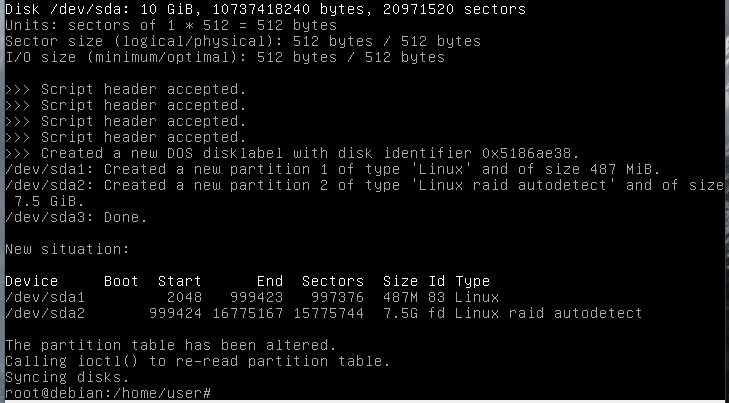 Disk /dev/sda: 10 GiB, 10737418240 bytes, 20971520 sectors
Units: sectors of 1 * 512 = 512 bytes
Sector size (logical/physical): 512 bytes / 512 bytes
I/O size (minimum/optimal): 512 bytes / 512 bytes
>>> Script header accepted.
>>> Script header accepted.
>>> Script header accepted.
>>> Script header accepted.
>>> Created a new DOS disklabel with disk identifier 0x5186ae38.
/dev/sda1: Created a new partition 1 of type 'Linux' and of size 487 MiB.
/dev/sda2: Created a new partition 2 of type 'Linux raid autodetect' and of size
 7.5 GiB.
/dev/sda3: Done.
New situation:
Device     Boot  Start      End  Sectors  Size Id Type
/dev/sda1         2048   999423   997376  487M 83 Linux
/dev/sda2       999424 16775167 15775744  7.5G fd Linux raid autodetect
The partition table has been altered.
Calling ioctl() to re-read partition table.
Syncing disks.
root@debian:/home/user#